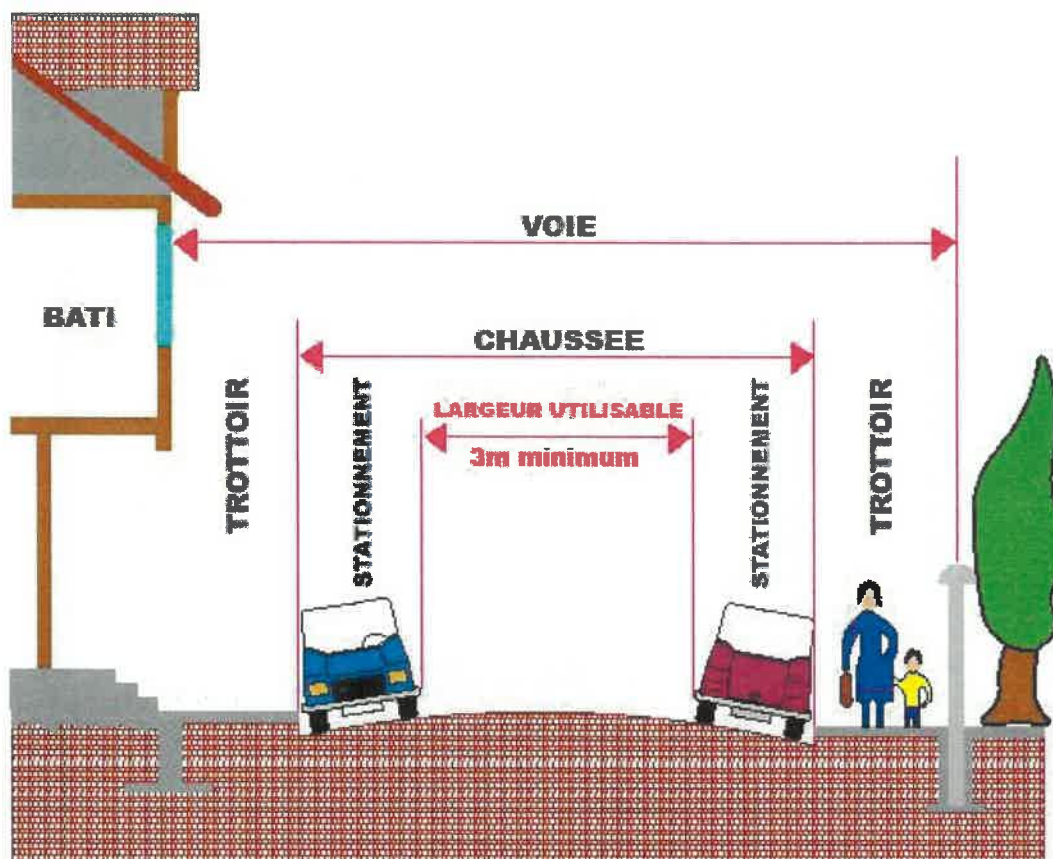 VOIE
BATI
CHAUSSEE
TROTTOIR
STATIONNEMENT
LARGEUR UTILISABLE
3m minimum
STATIONNEMENT
TROTTOIR